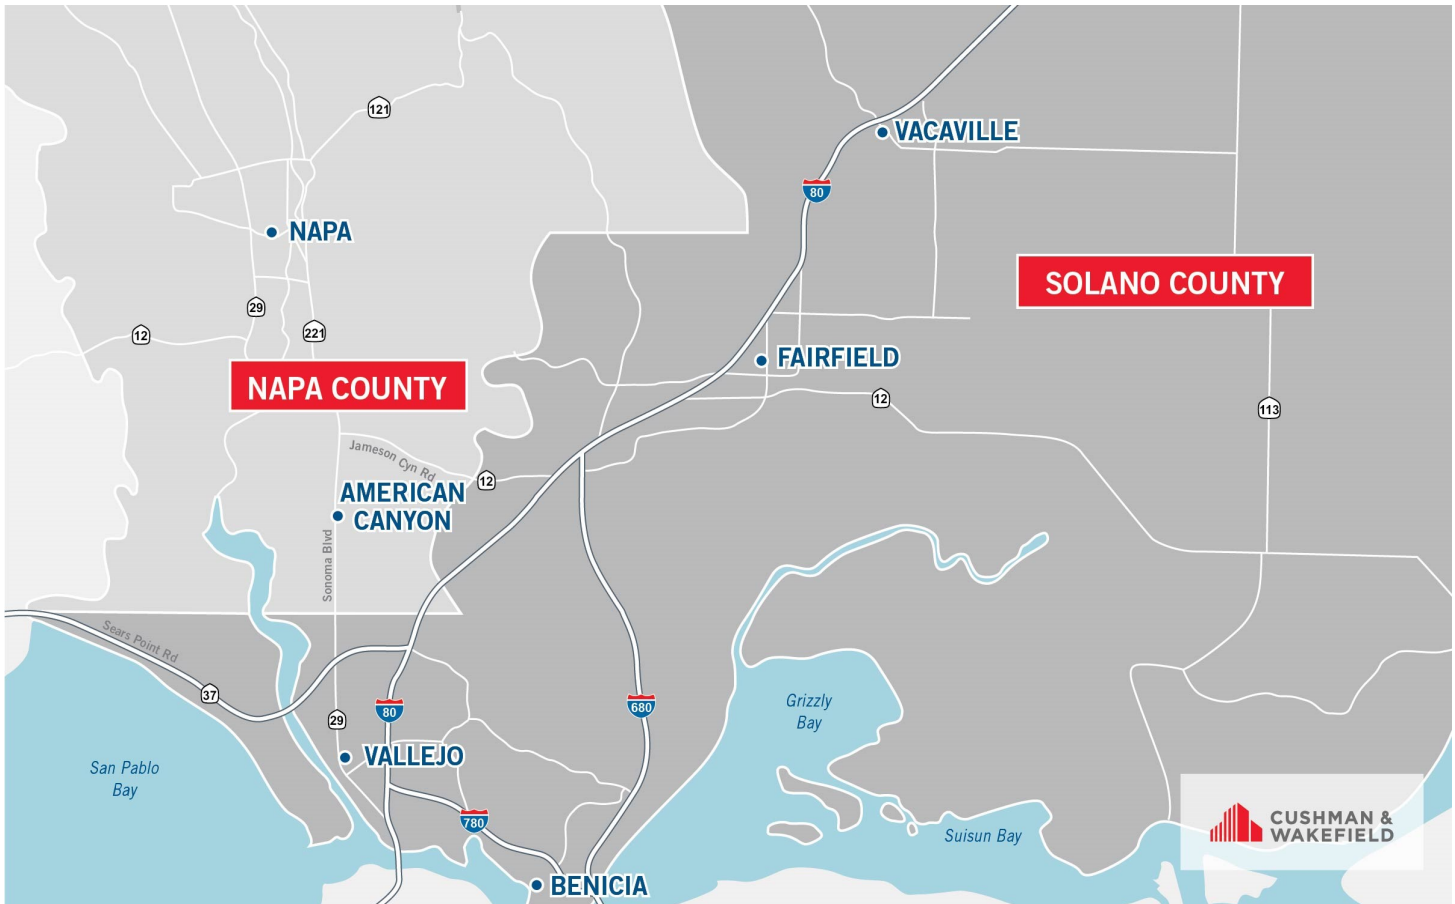 121
VACAVILLE
80
NAPA
SOLANO COUNTY
29
12
221
FAIRFIELD
NAPA COUNTY
12
113
Jameson Cyn Rd
12
AMERICAN
CANYON
Sonoma Blvd
Sears Point Rd
37
80
680
29
Grizzly
Bay
VALLEJO
San Pablo
Bay
780
Suisun Bay
CUSHMAN &
WAKEFIELD
BENICIA